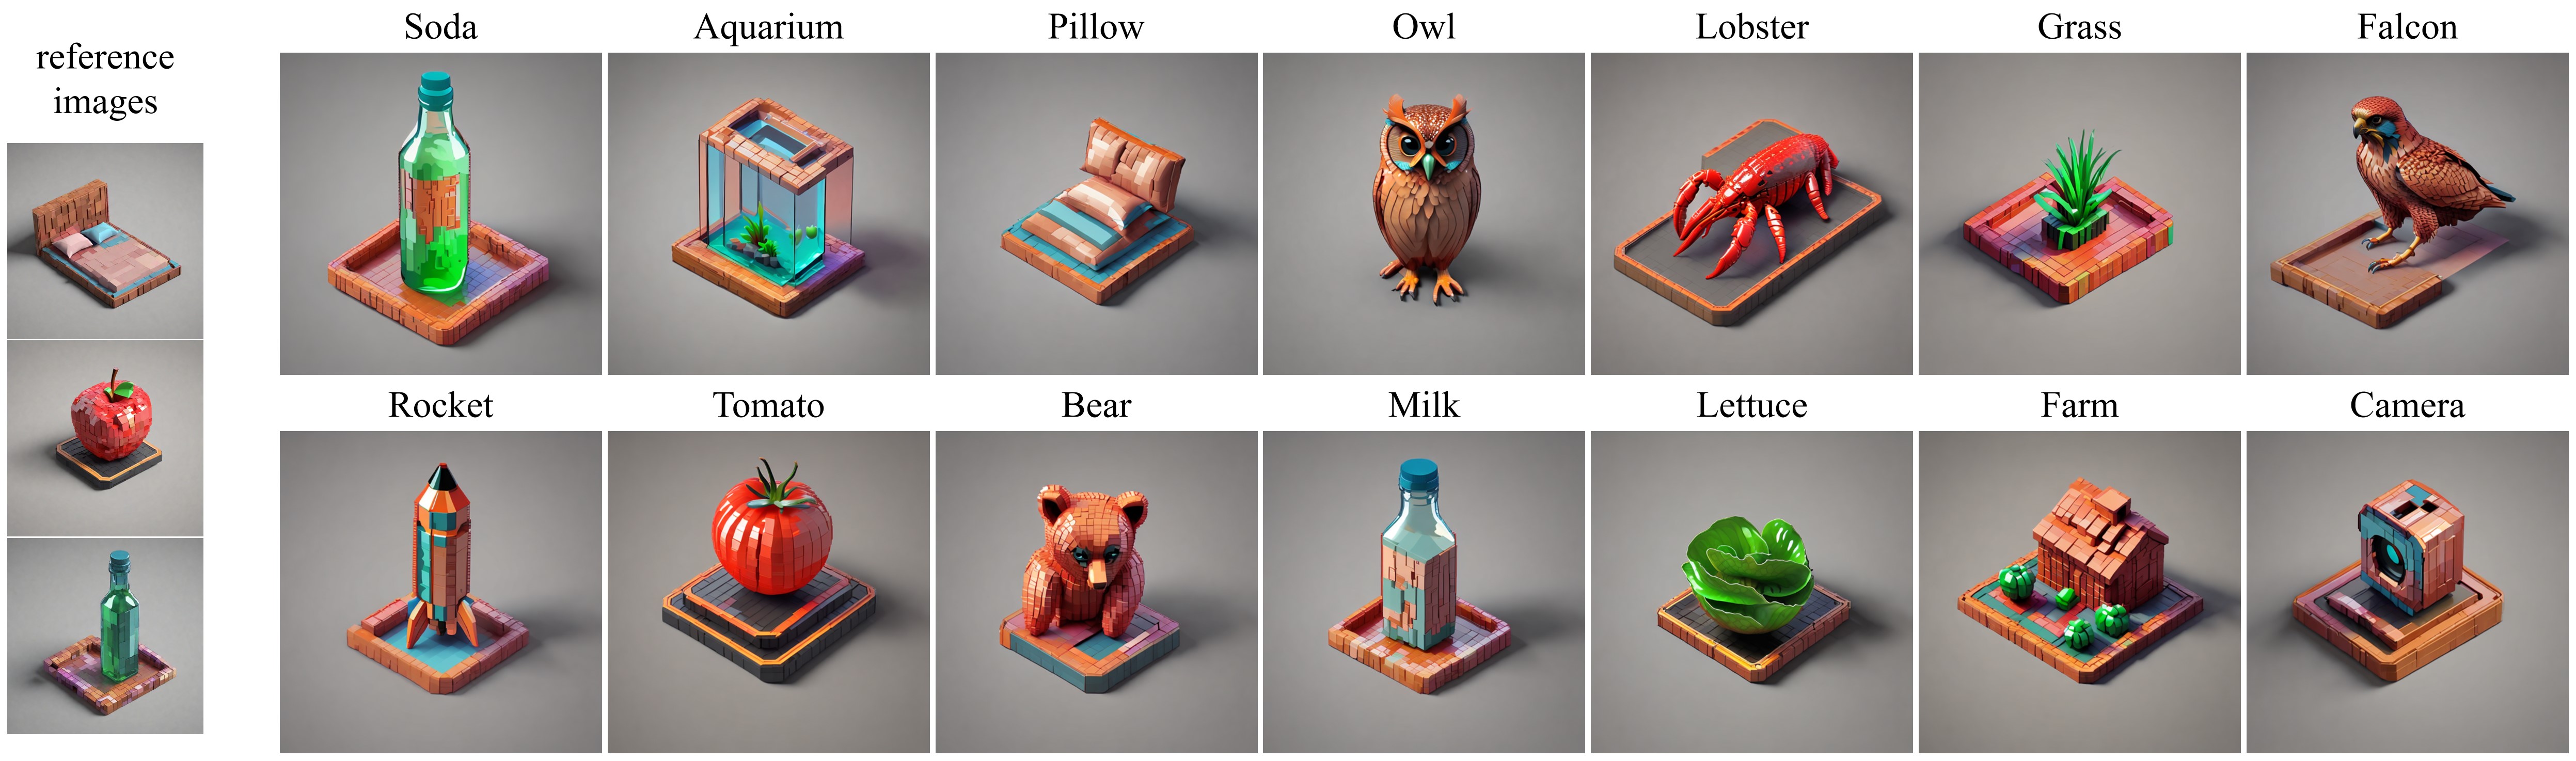 reference
images
Soda
Aquarium
Pillow
Owl
Lobster
Grass
Falcon
Rocket
Tomato
Bear
Milk
Lettuce
Farm
Camera